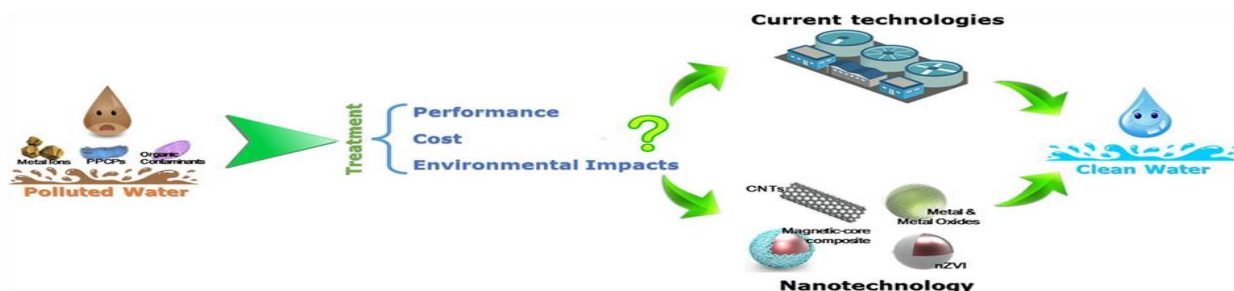 Current technologies
Metal Ions
PPCPs
Organic
Contaminants
Polluted Water
Treatment
Performance
Cost
Environmental Impacts
?
CNTs
Metal &
Metal Oxides
Magnetic-core
composite
nZVI
Nanotechnology
Clean Water